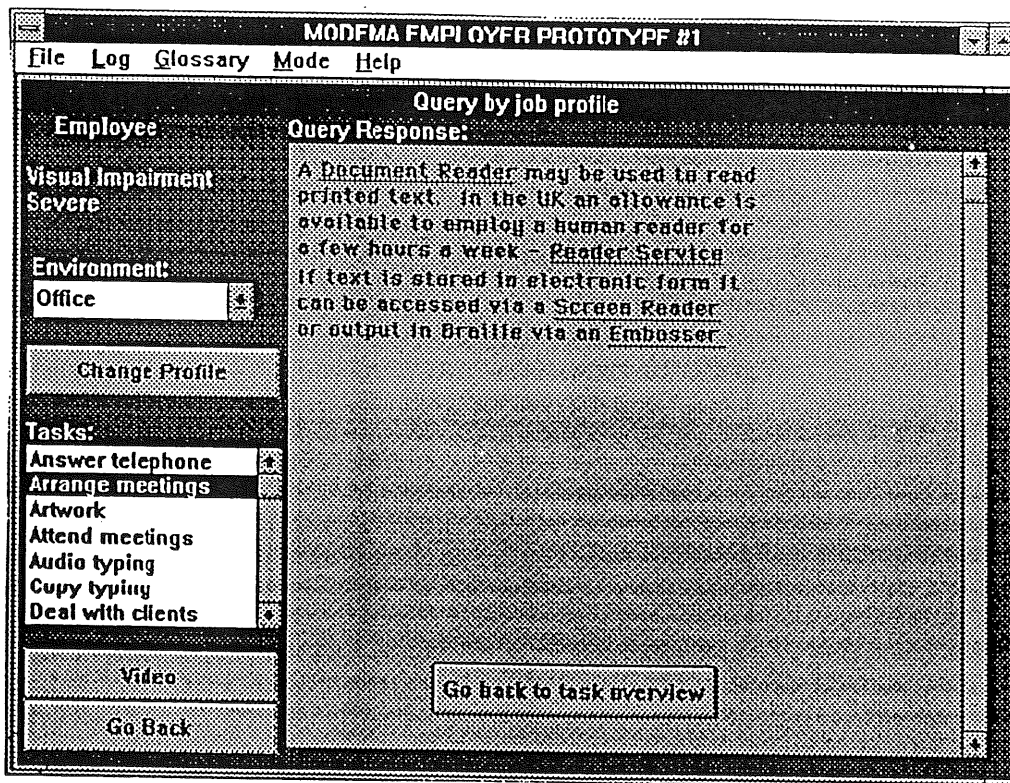 MODEMA EMPLOYER PROTOTYPE #1
File Log Glossary Mode Help
Query by job profile
Employee
Visual Impairment
Severe
Environment:
Office
Change Profile
Tasks:
Answer telephone
Arrange meetings
Artwork
Attend meetings
Audio typing
Copy typing
Deal with clients
Video
Go Back
Query Response:
A Document Reader may be used to read
printed text. In the UK an allowance is
available to employ a human reader for
a few hours a week - Reader Service
If text is stored in electronic form it
can be accessed via a Screen Reader
or output in Braille via an Embosser
Go back to task overview